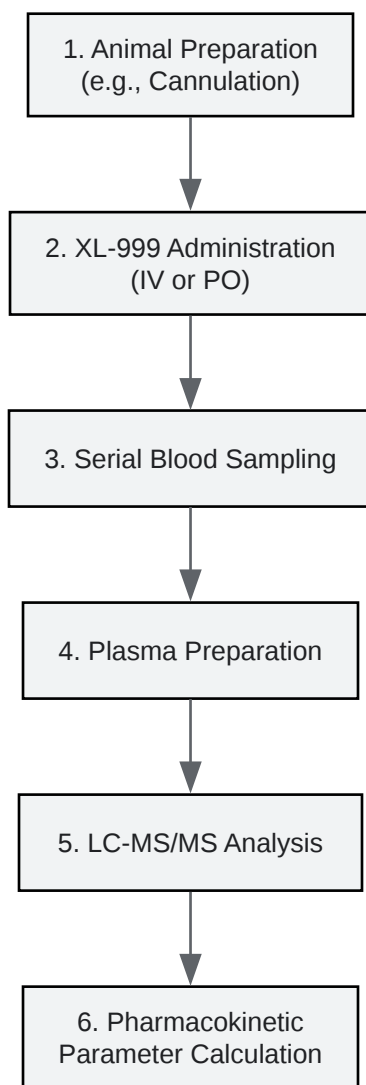 1. Animal Preparation
(e.g., Cannulation)
2. XL-999 Administration
(IV or PO)
3. Serial Blood Sampling
4. Plasma Preparation
5. LC-MS/MS Analysis
6. Pharmacokinetic
Parameter Calculation